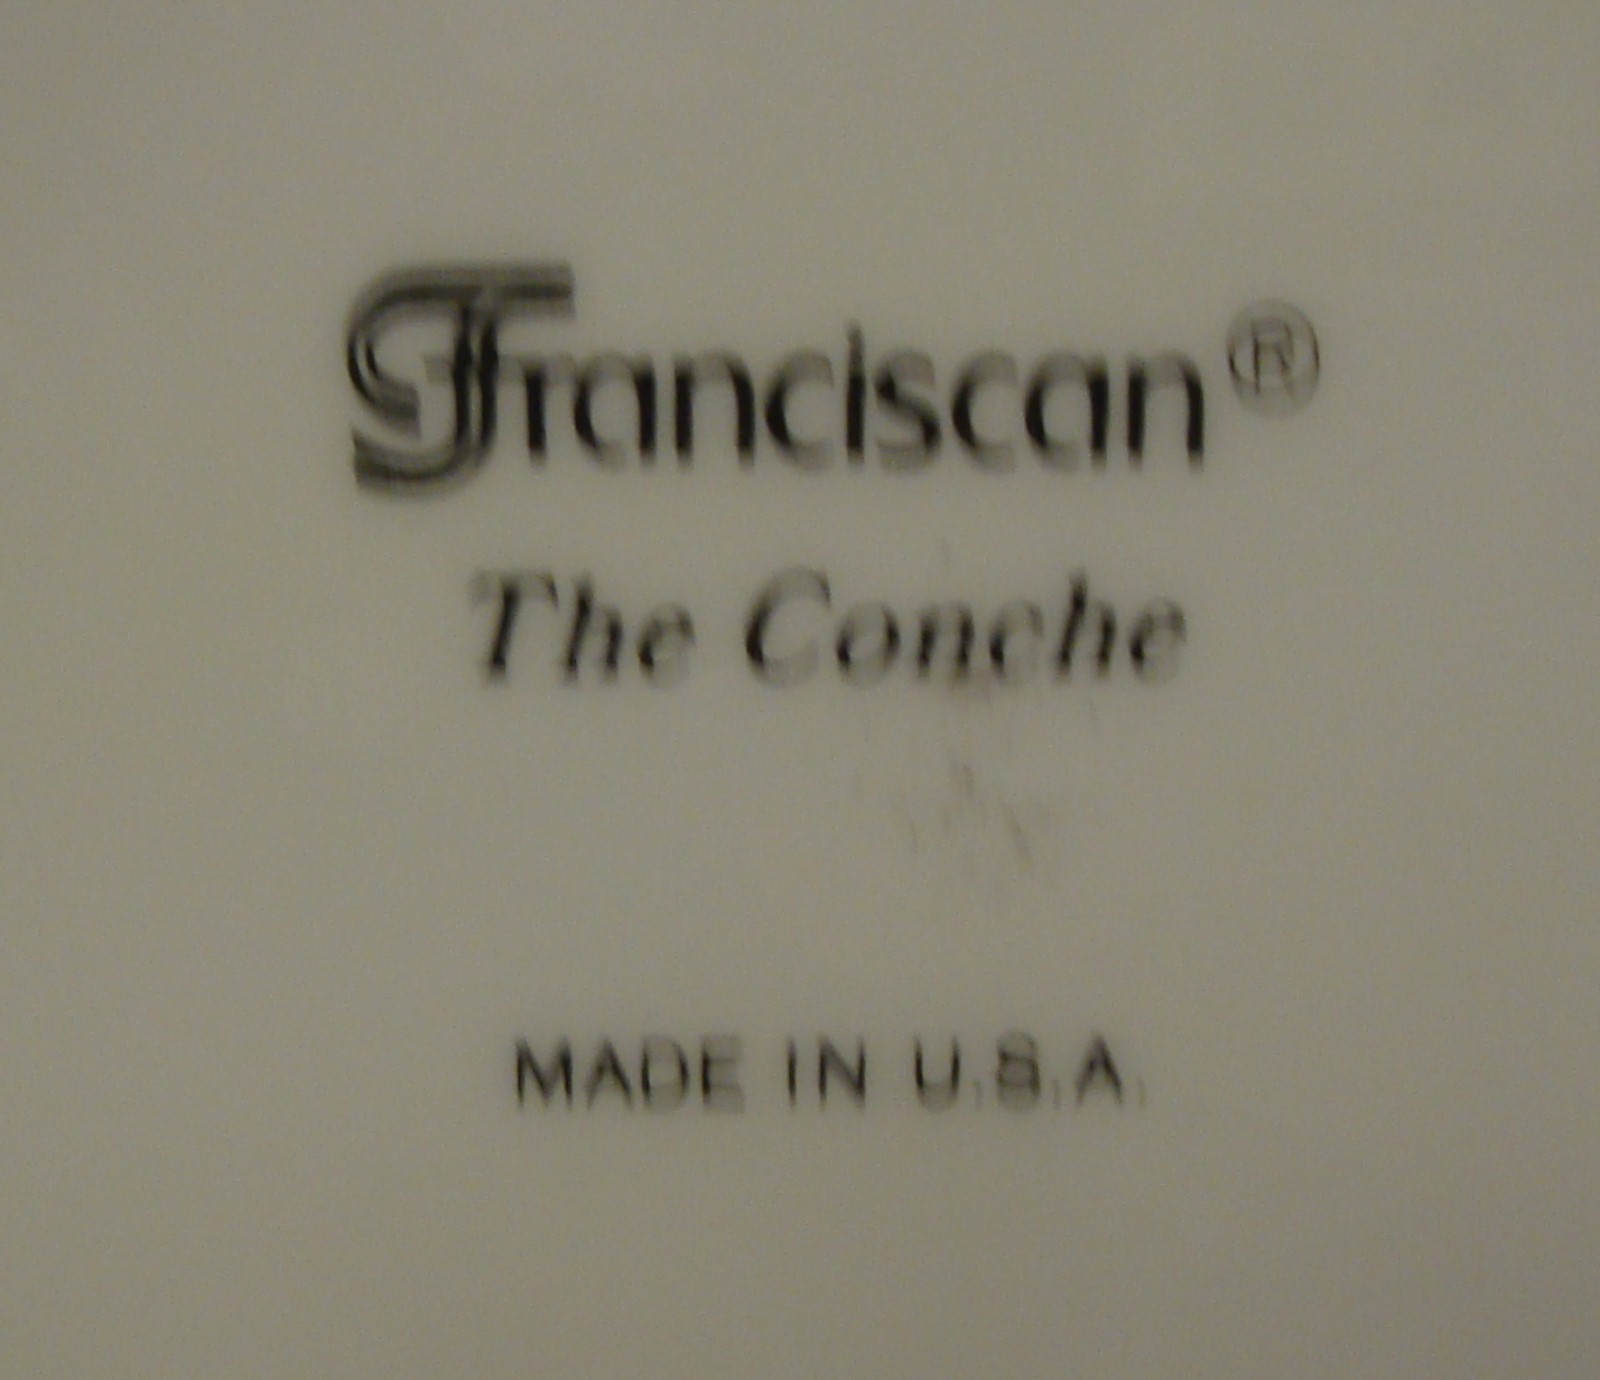 Franciscan®
The Conche
MADE IN U.S.A.